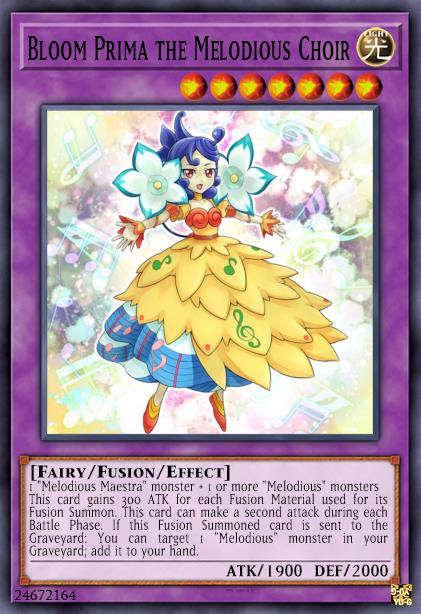 Bloom Prima the Melodious Choir
LIGHT
光
[Fairy/Fusion/Effect]
1 "Melodious Maestra" monster + 1 or more "Melodious" monsters
This card gains 300 ATK for each Fusion Material used for its
Fusion Summon. This card can make a second attack during each
Battle Phase. If this Fusion Summoned card is sent to the
Graveyard: You can target 1 "Melodious" monster in your
Graveyard; add it to your hand.
ATK/1900 DEF/2000
24672164